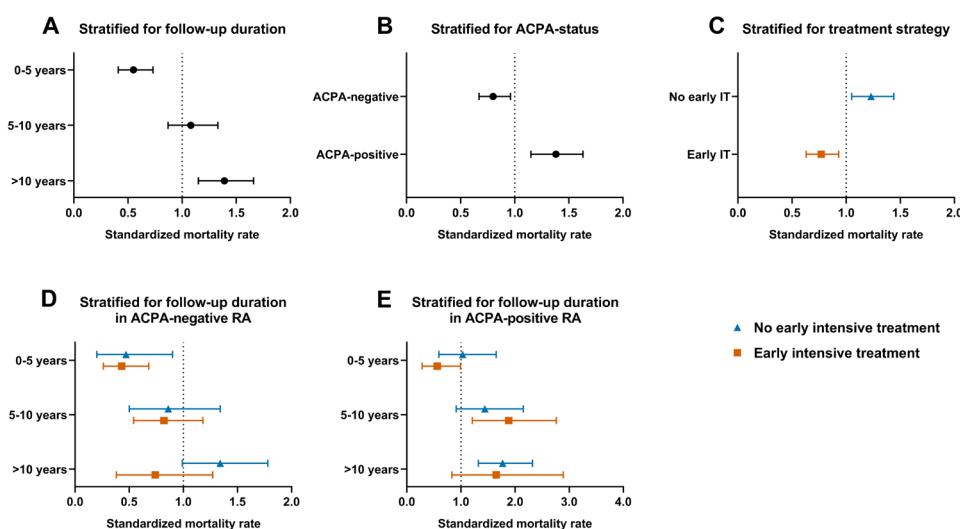 A Stratified for follow-up duration
0-5 years
5-10 years
>10 years
0.0 0.5 1.0 1.5 2.0
Standardized mortality rate
B Stratified for ACPA-status
ACPA-negative
ACPA-positive
0.0 0.5 1.0 1.5 2.0
Standardized mortality rate
C Stratified for treatment strategy
No early IT
Early IT
0.0 0.5 1.0 1.5 2.0
Standardized mortality rate
D Stratified for follow-up duration
in ACPA-negative RA
0-5 years
5-10 years
>10 years
0.0 0.5 1.0 1.5 2.0
Standardized mortality rate
E Stratified for follow-up duration
in ACPA-positive RA
0-5 years
5-10 years
>10 years
0.0 1.0 2.0 3.0 4.0
Standardized mortality rate
No early intensive treatment
Early intensive treatment